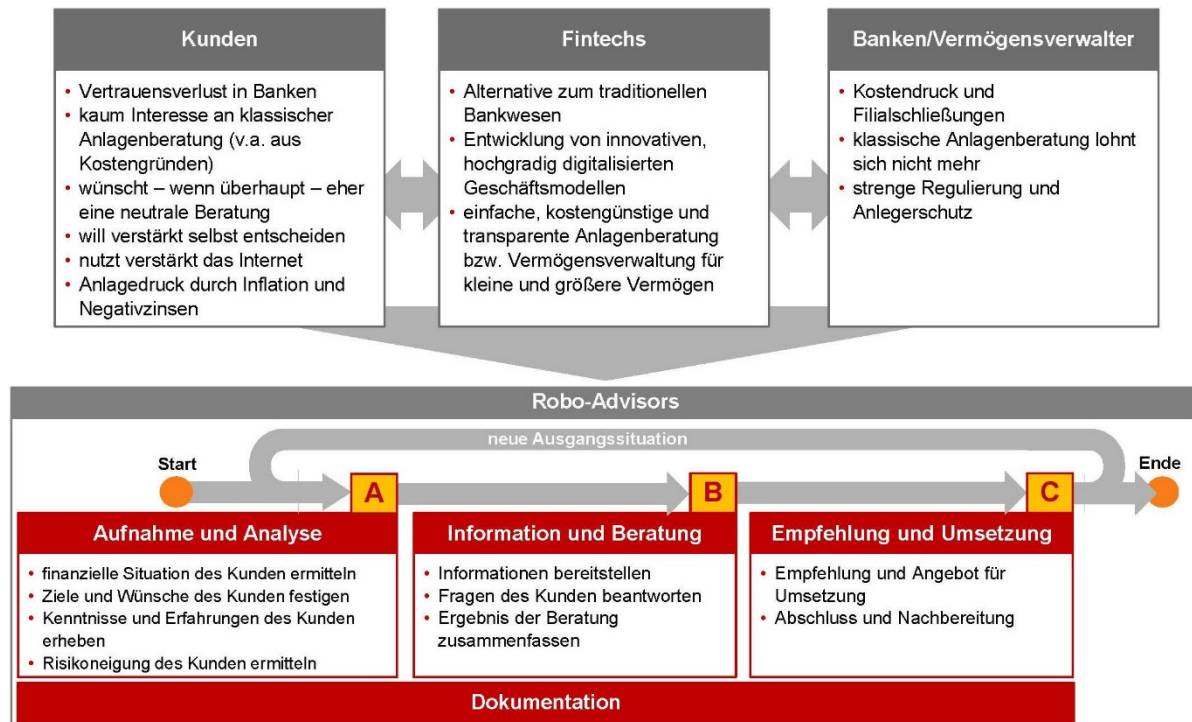 Kunden
• Vertrauensverlust in Banken
• kaum Interesse an klassischer
Anlagenberatung (v.a. aus
Kostengründen)
• wünscht – wenn überhaupt – eher
eine neutrale Beratung
• will verstärkt selbst entscheiden
• nutzt verstärkt das Internet
• Anlagedruck durch Inflation und
Negativzinsen
Fintechs
• Alternative zum traditionellen
Bankwesen
• Entwicklung von innovativen,
hochgradig digitalisierten
Geschäftsmodellen
• einfache, kostengünstige und
transparente Anlagenberatung
bzw. Vermögensverwaltung für
kleine und größere Vermögen
Banken/Vermögensverwalter
• Kostendruck und
Filialschließungen
• klassische Anlagenberatung lohnt
sich nicht mehr
• strenge Regulierung und
Anlegerschutz
Robo-Advisors
neue Ausgangssituation
Start
Ende
A
B
C
Aufnahme und Analyse
• finanzielle Situation des Kunden ermitteln
• Ziele und Wünsche des Kunden festigen
• Kenntnisse und Erfahrungen des Kunden
erheben
• Risikoneigung des Kunden ermitteln
Information und Beratung
• Informationen bereitstellen
• Fragen des Kunden beantworten
• Ergebnis der Beratung
zusammenfassen
Empfehlung und Umsetzung
• Empfehlung und Angebot für
Umsetzung
• Abschluss und Nachbereitung
Dokumentation